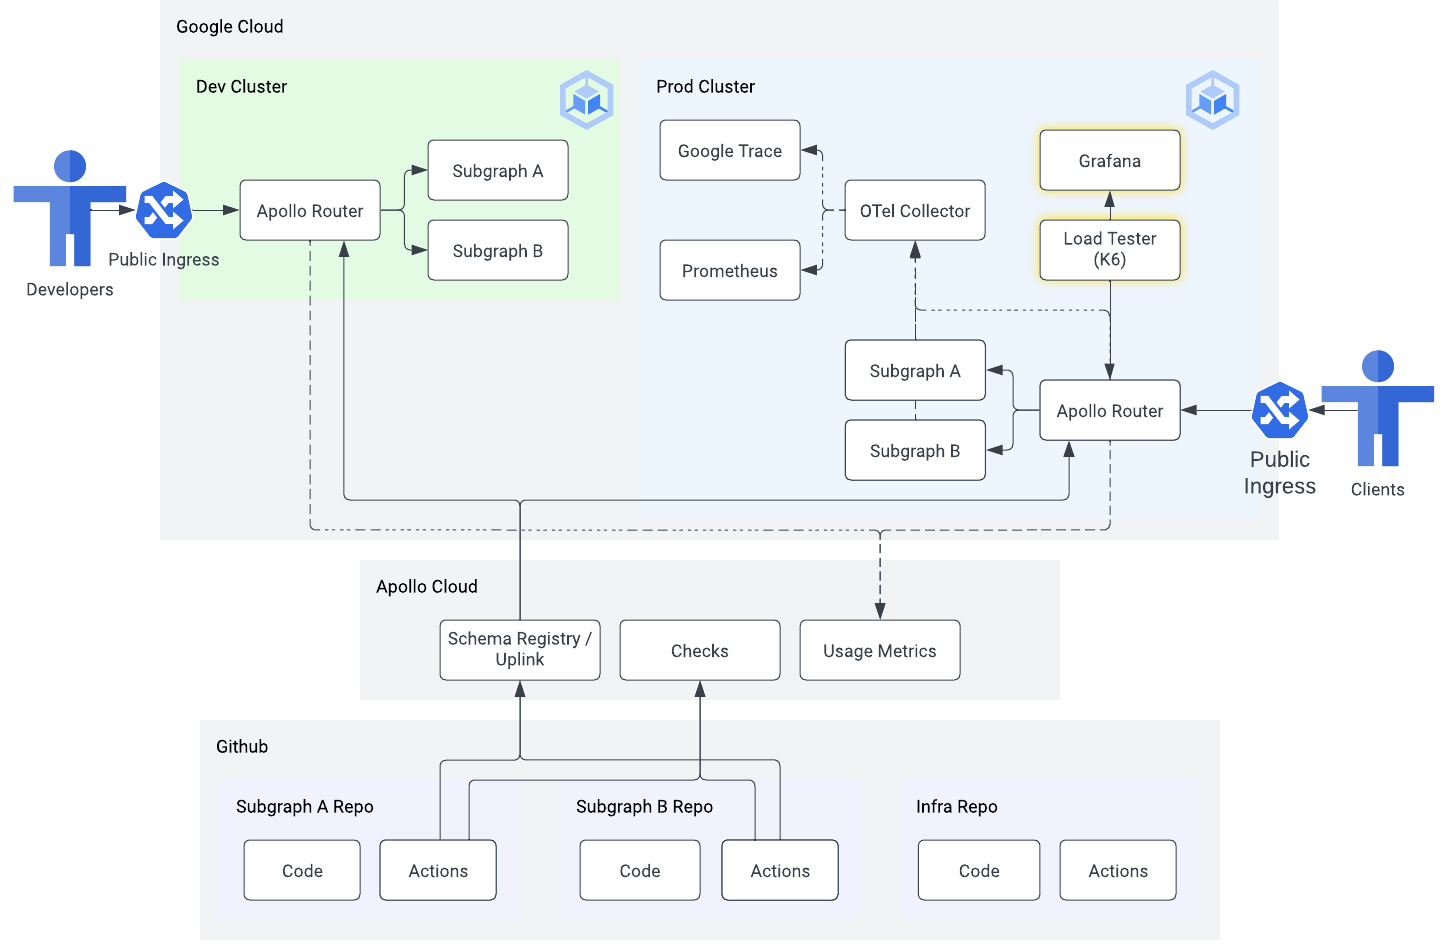 Google Cloud
Dev Cluster
Subgraph A
Apollo Router
Subgraph B
Public Ingress
Developers
Prod Cluster
Google Trace
Grafana
OTel Collector
Load Tester
(K6)
Prometheus
Subgraph A
Apollo Router
Subgraph B
Public
Ingress
Clients
Apollo Cloud
Schema Registry /
Uplink
Checks
Usage Metrics
Github
Subgraph A Repo
Code
Actions
Subgraph B Repo
Code
Actions
Infra Repo
Code
Actions